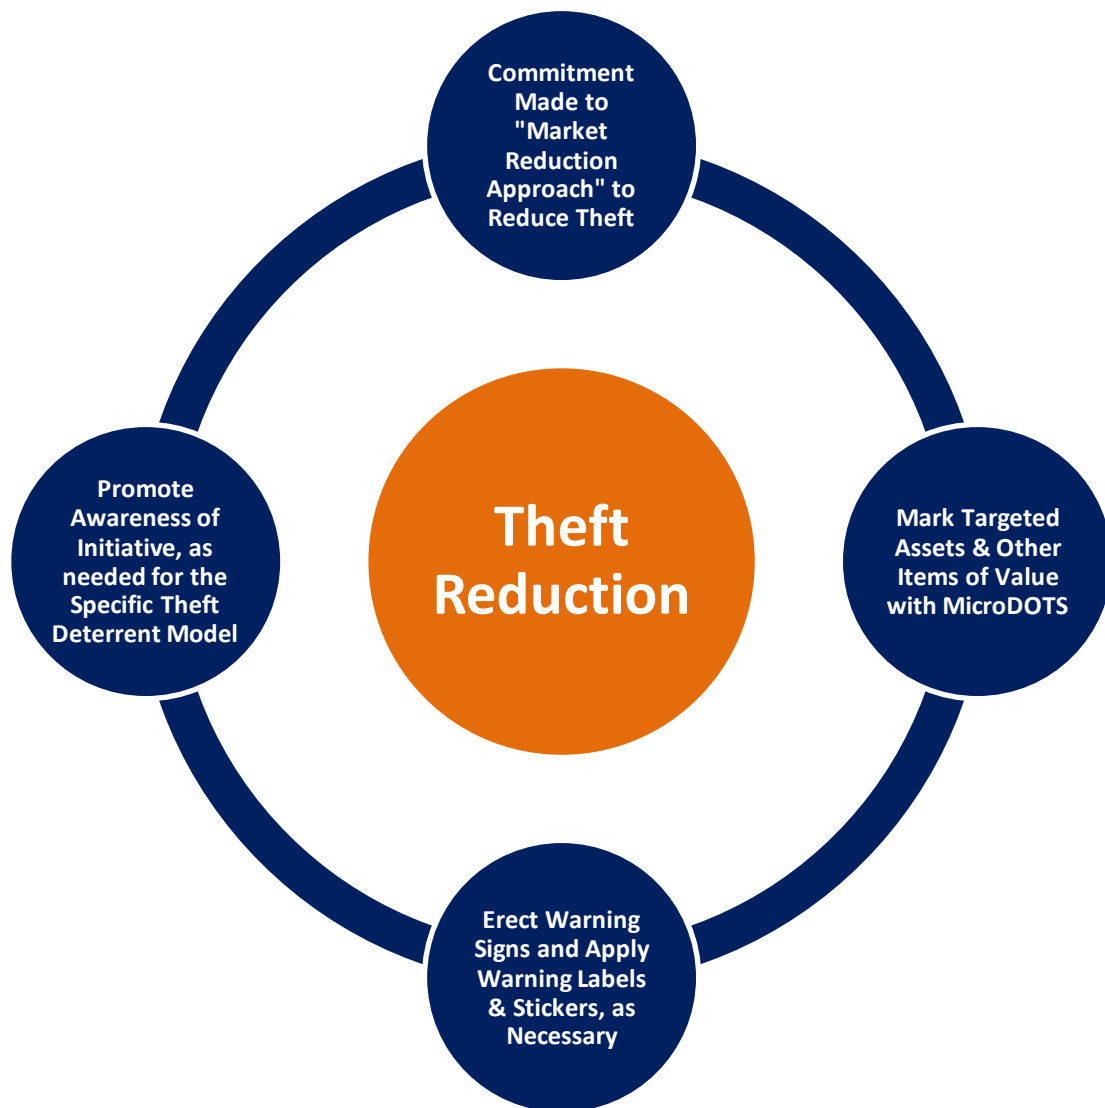 Commitment
Made to
"Market
Reduction
Approach" to
Reduce Theft
Promote
Awareness of
Initiative, as
needed for the
Specific Theft
Deterrent Model
Theft
Reduction
Mark Targeted
Assets & Other
Items of Value
with MicroDOTS
Erect Warning
Signs and Apply
Warning Labels
& Stickers, as
Necessary